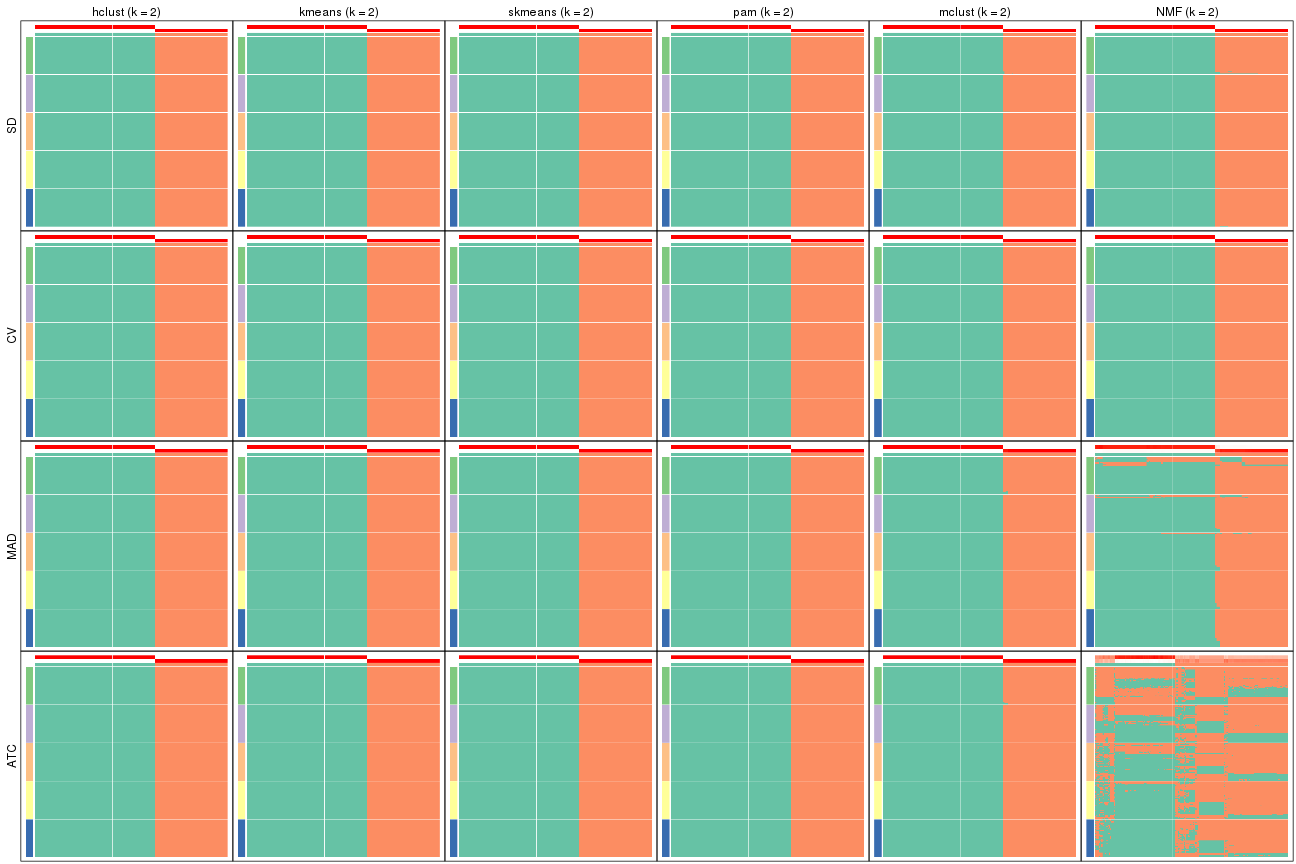 hclust (k = 2)
kmeans (k = 2)
skmeans (k = 2)
pam (k = 2)
mclust (k = 2)
NMF (k = 2)
SD
CV
MAD
ATC